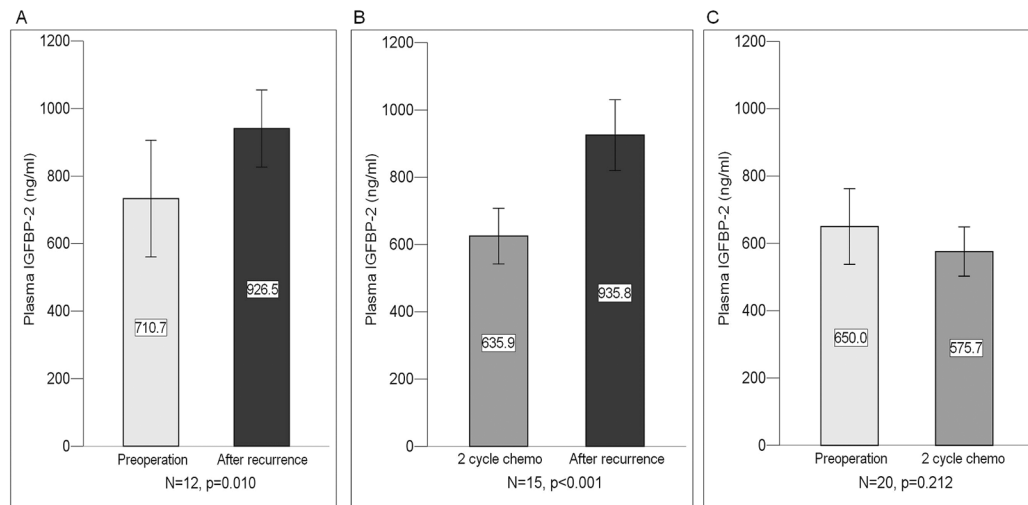 A
Plasma IGFBP-2 (ng/ml)
1200
1000
800
600
400
200
0
710.7
926.5
Preoperation After recurrence
N=12, p=0.010
B
Plasma IGFBP-2 (ng/ml)
1200
1000
800
600
400
200
0
635.9
935.8
2 cycle chemo After recurrence
N=15, p<0.001
C
Plasma IGFBP-2 (ng/ml)
1200
1000
800
600
400
200
0
650.0
575.7
Preoperation 2 cycle chemo
N=20, p=0.212